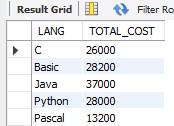 Result Grid Filter Ro
LANG TOTAL_COST
C 26000
Basic 28200
Java 37000
Python 28000
Pascal 13200